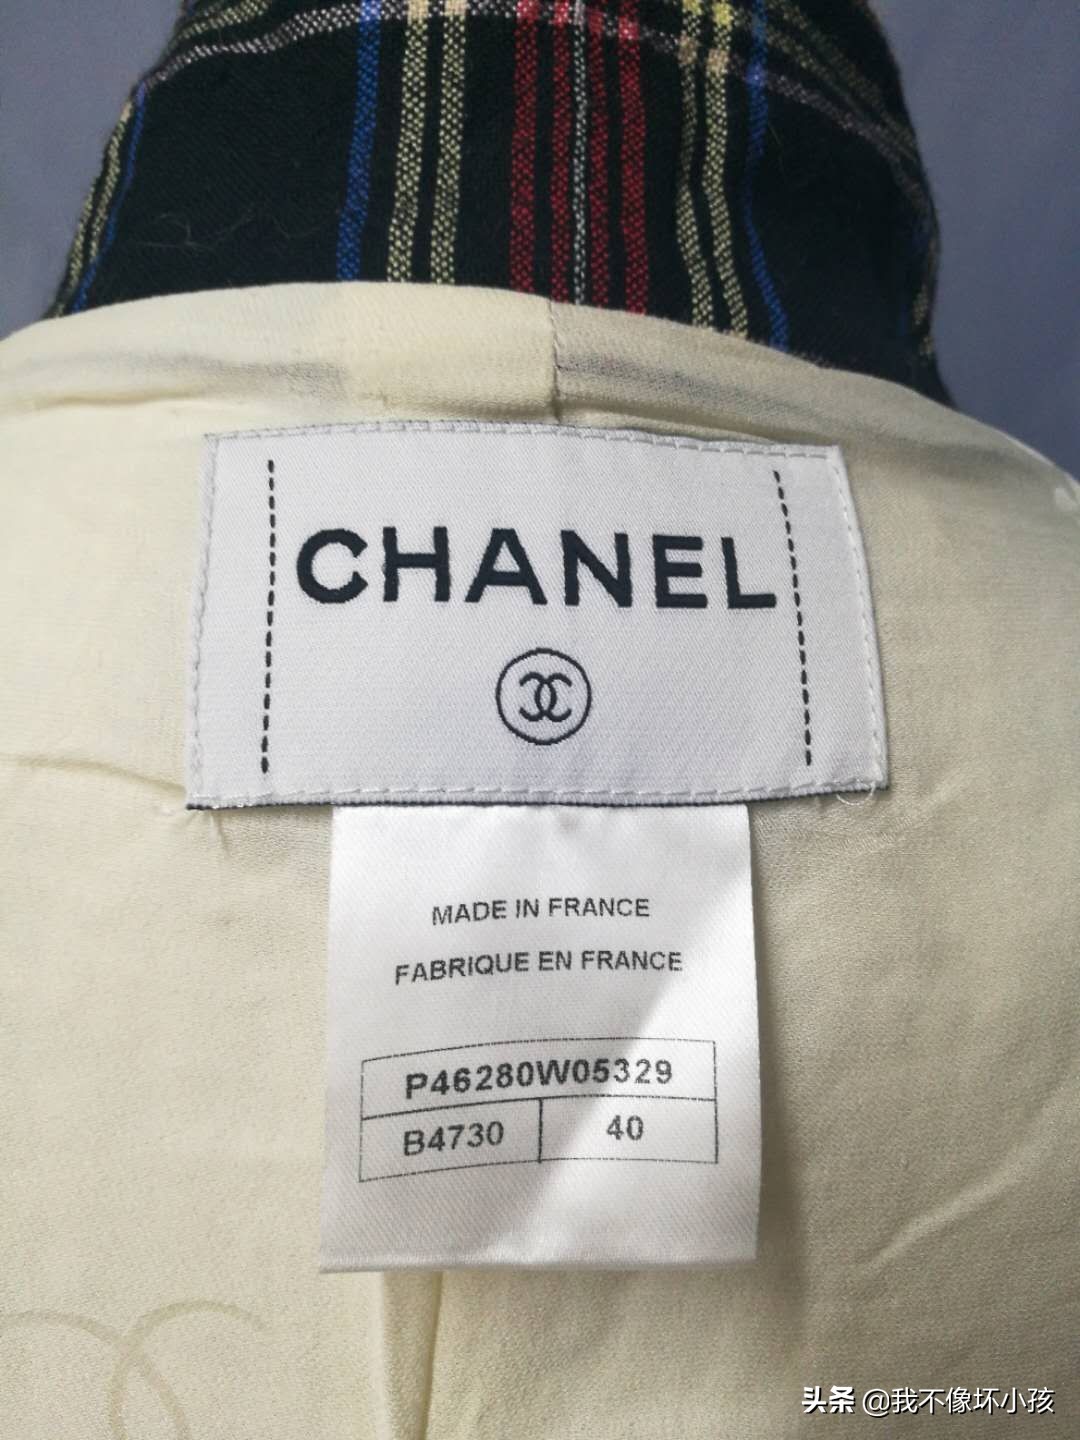 CHANEL
MADE IN FRANCE
FABRIQUE EN FRANCE
P46280W05329
B4730 40
头条 @我不像坏小孩